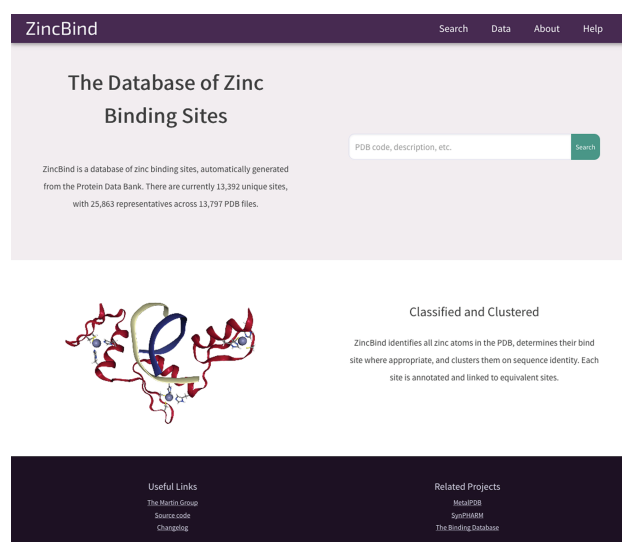 ZincBind
Search Data About Help
The Database of Zinc
Binding Sites
ZincBind is a database of zinc binding sites, automatically generated
from the Protein Data Bank. There are currently 13,392 unique sites,
with 25,863 representatives across 13,797 PDB files.
PDB code, description, etc.
Search
Classified and Clustered
ZincBind identifies all zinc atoms in the PDB, determines their bind
site where appropriate, and clusters them on sequence identity. Each
site is annotated and linked to equivalent sites.
Useful Links
The Martin Group
Source code
Changelog
Related Projects
MetalPDB
SynPHARM
The Binding Database